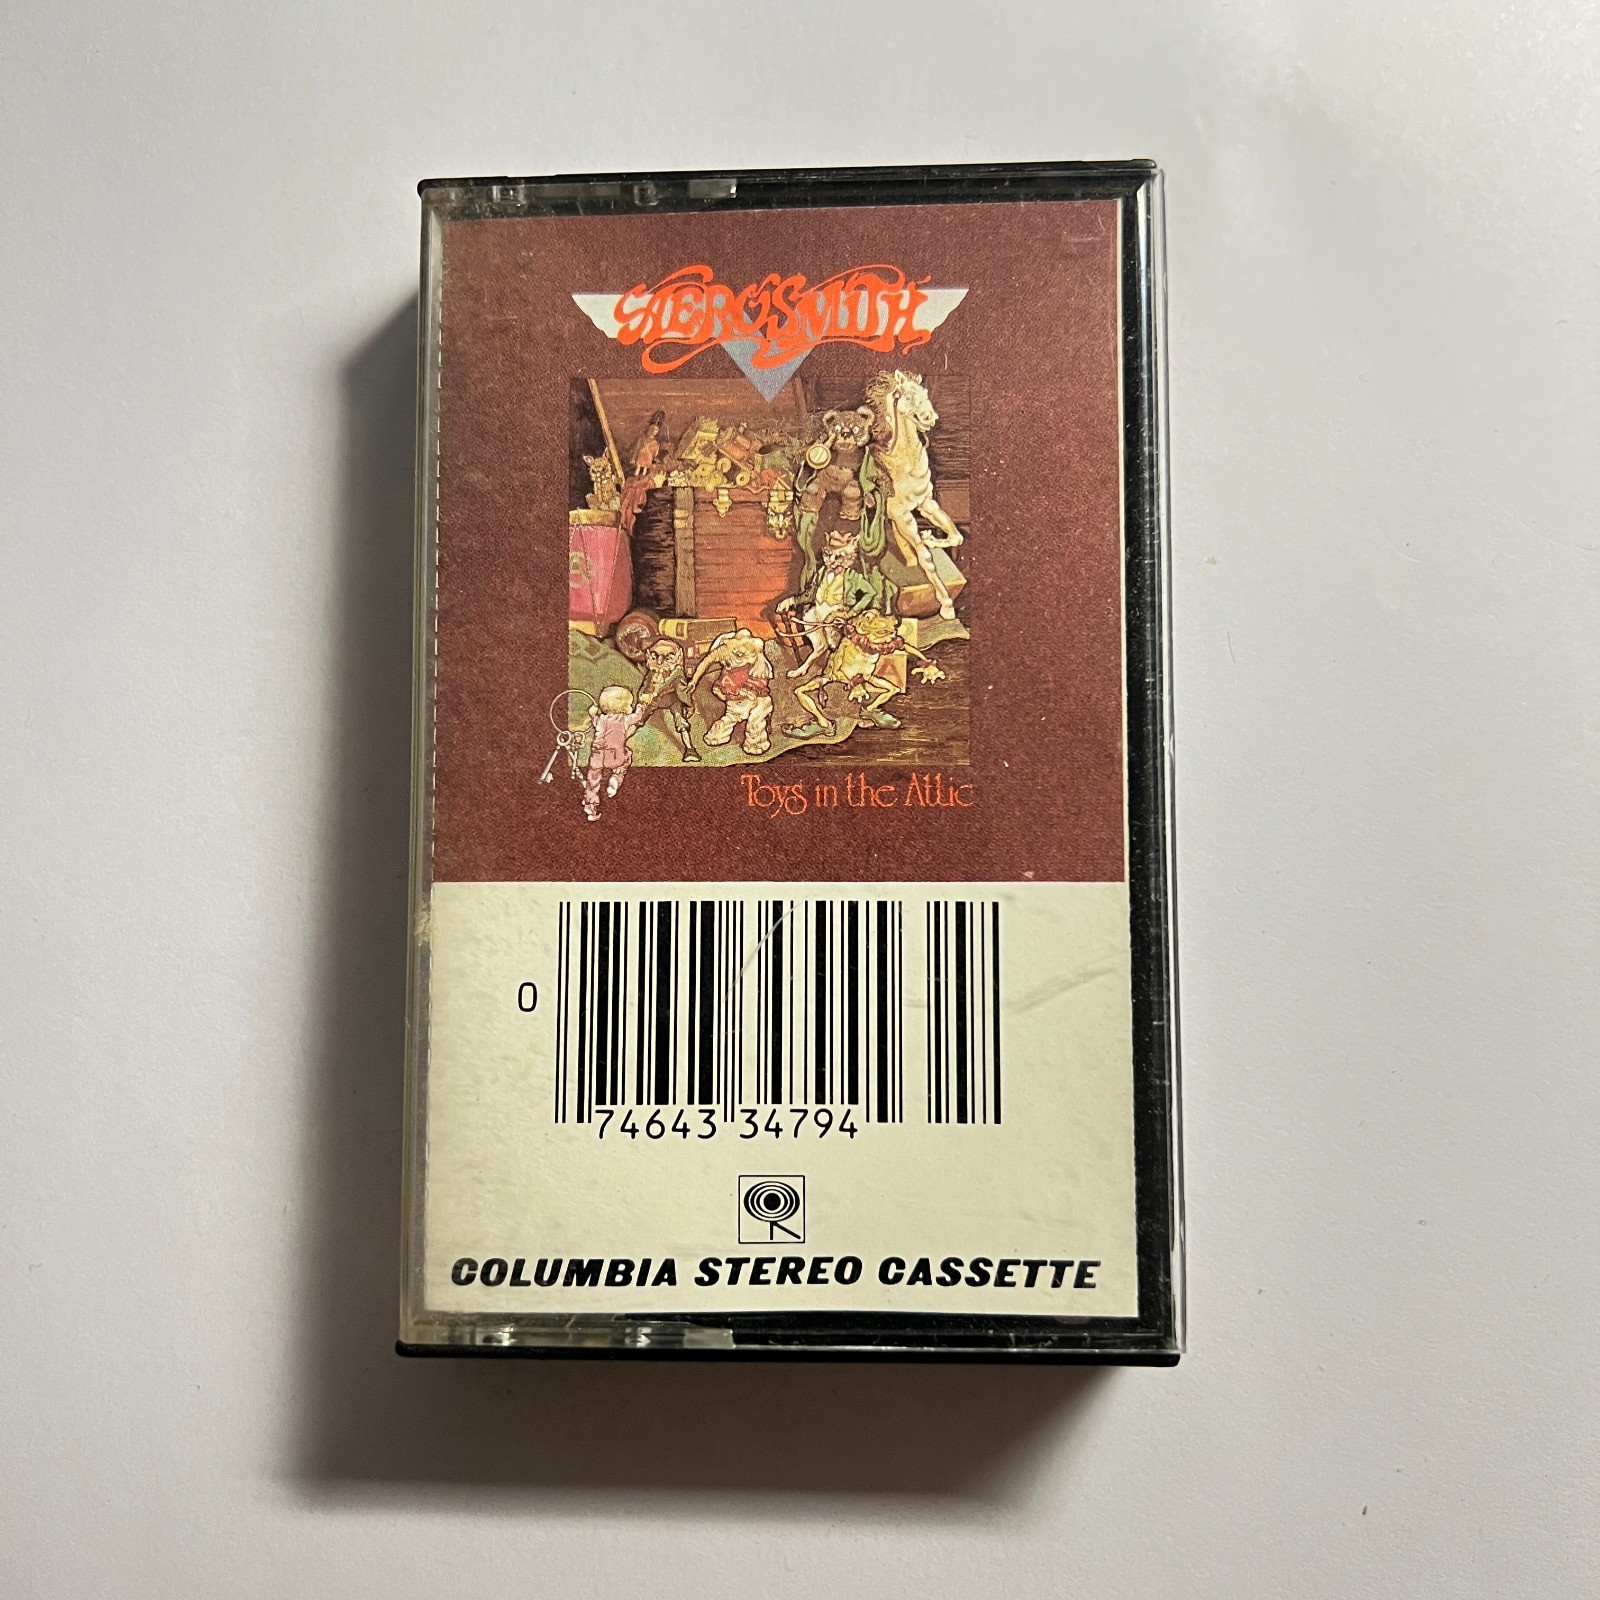 AEROSMITH
Toys in the Attic
0
74643 34794
COLUMBIA STEREO CASSETTE